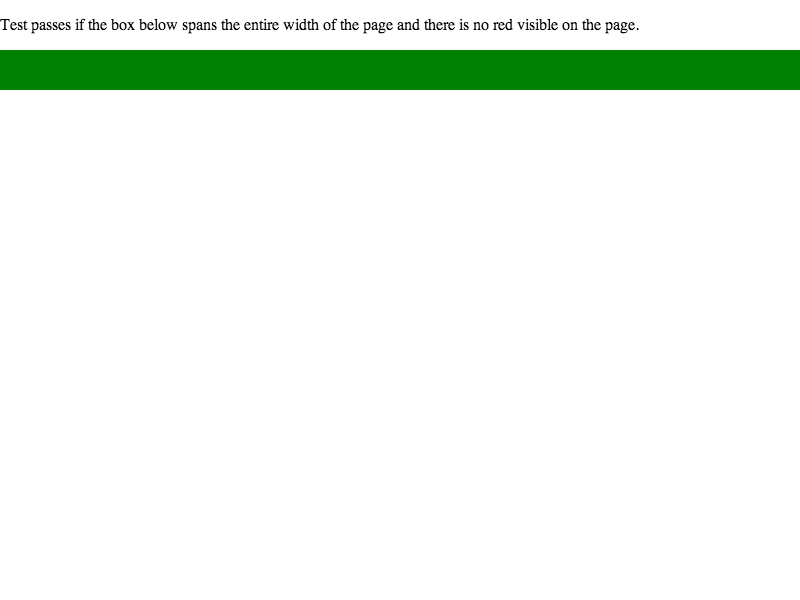 Test passes if the box below spans the entire width of the page and there is no red visible on the page.